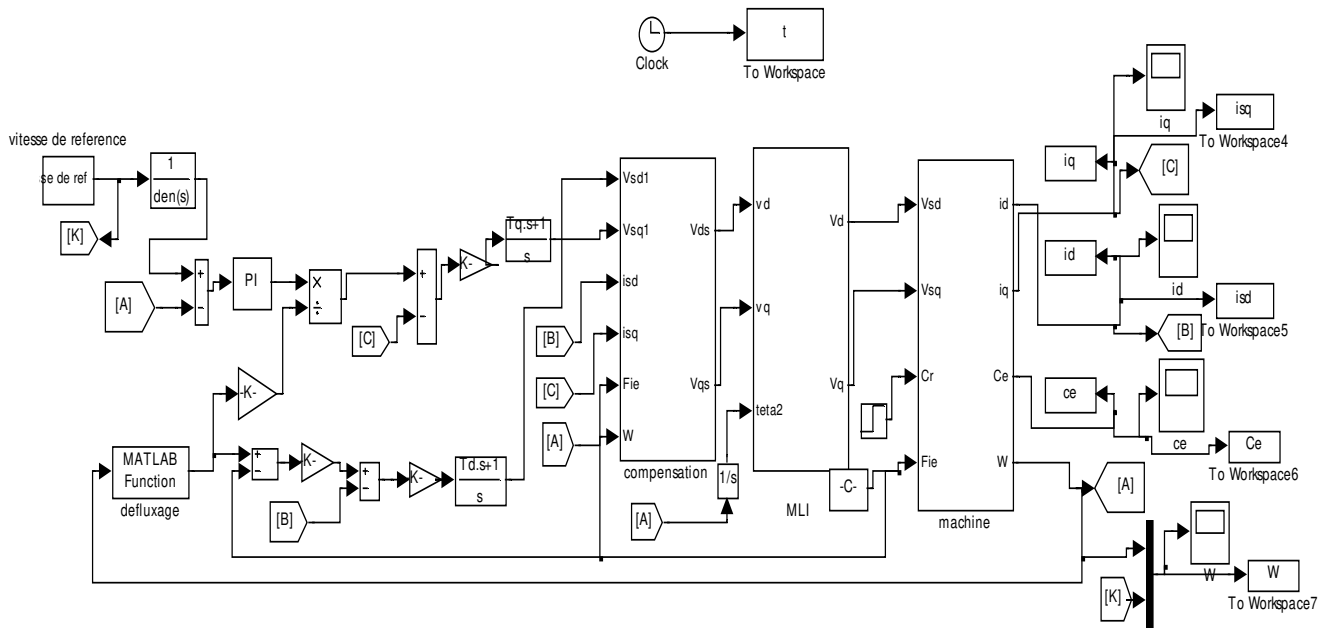 t
Clock
To Workspace
vitesse de reference
se de ref
1
den(s)
[K]
[A]
+
−
PI
X
÷
+
−
[C]
K-
Tq.s+1
s
-K-
MATLAB
Function
defluxage
+
−
K-
+
−
[B]
K-
Td.s+1
s
Vsd1
Vsq1
isd
isq
Fie
W
Vds
Vqs
compensation
[B]
[C]
[A]
[A]
1/s
vd
vq
teta2
Vd
Vq
MLI
-C-
Vsd
Vsq
Cr
Fie
id
iq
Ce
W
machine
iq
isq
To Workspace4
iq
[C]
id
id
isd
To Workspace5
[B]
ce
ce
Ce
To Workspace6
[A]
[K]
W
W
To Workspace7